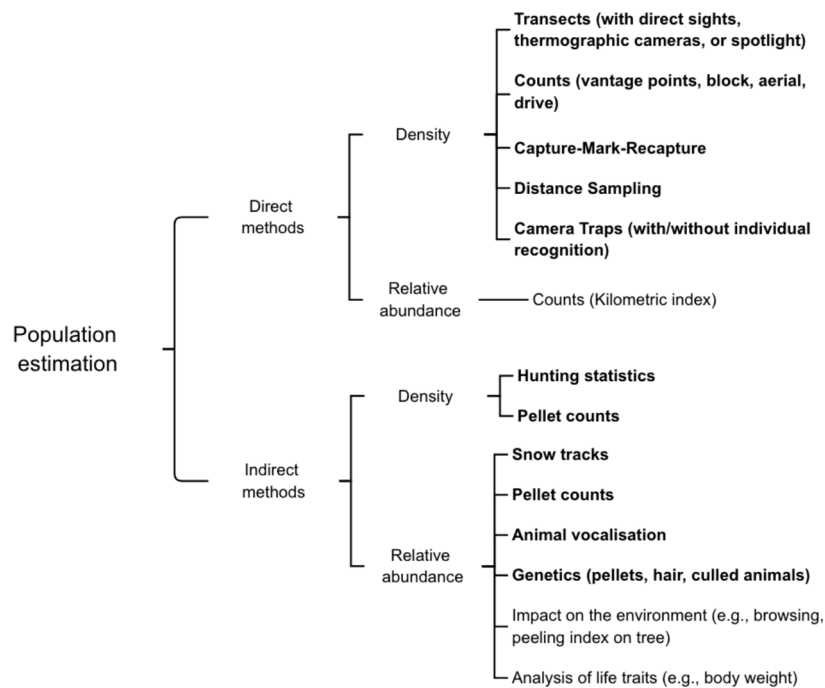 Population
estimation
Direct
methods
Density
Transects (with direct sights,
thermographic cameras, or spotlight)
Counts (vantage points, block, aerial,
drive)
Capture-Mark-Recapture
Distance Sampling
Camera Traps (with/without individual
recognition)
Relative
abundance
Counts (Kilometric index)
Indirect
methods
Density
Hunting statistics
Pellet counts
Relative
abundance
Snow tracks
Pellet counts
Animal vocalisation
Genetics (pellets, hair, culled animals)
Impact on the environment (e.g., browsing,
peeling index on tree)
Analysis of life traits (e.g., body weight)